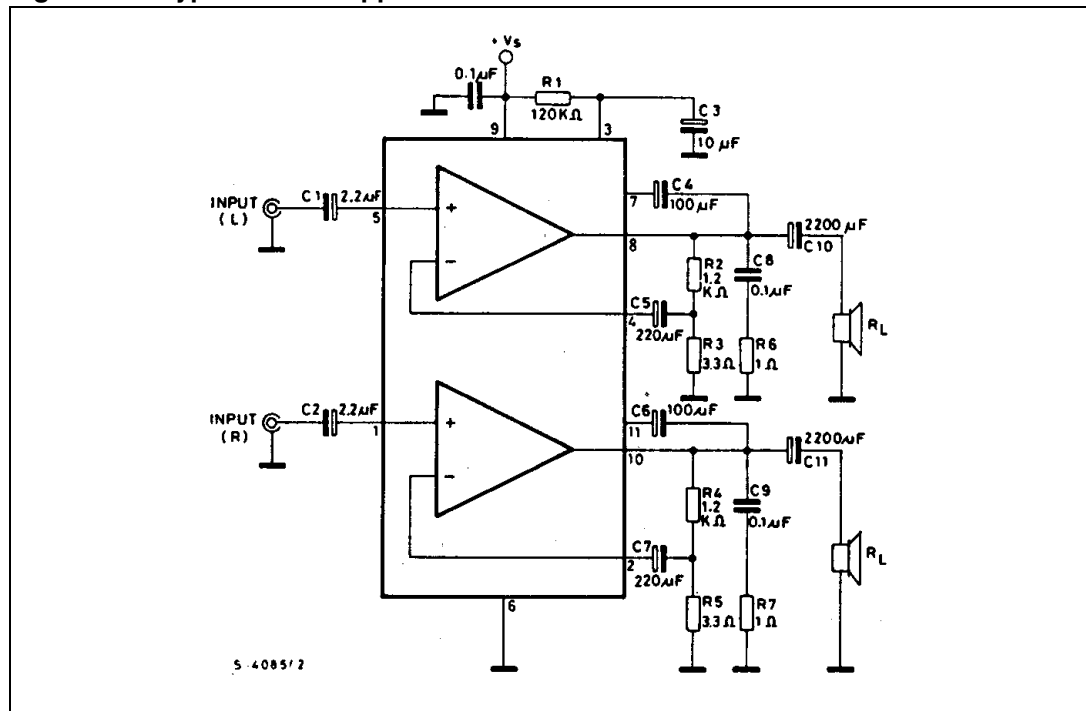 + Vs
0.1µF
R1
120KΩ
C3
10 µF
9
3
INPUT
(L)
C1
2.2µF
5
+
−
7
C4
100µF
8
2200 µF
C10
R2
1.2
KΩ
C8
0.1µF
C5
4
220µF
R3
3.3Ω
R6
1Ω
RL
INPUT
(R)
C2
2.2µF
1
+
−
C6
100µF
11
10
2200µF
C11
R4
1.2
KΩ
C9
0.1µF
C7
2
220µF
R5
3.3Ω
R7
1Ω
RL
6
S-4085/2